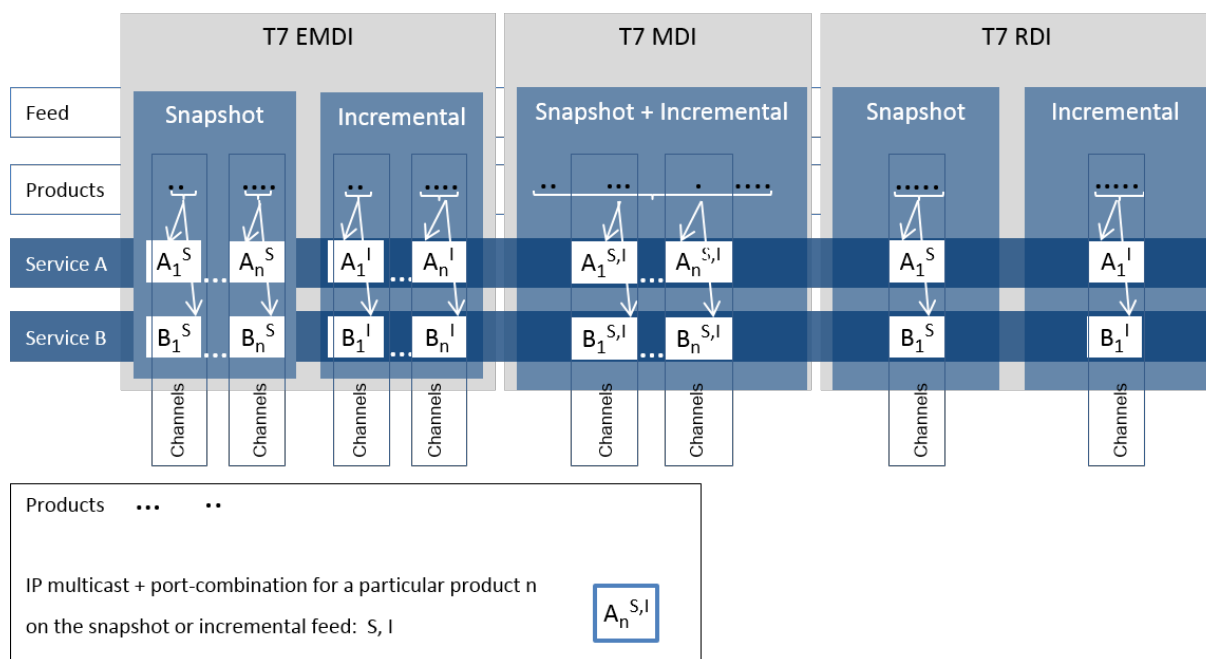 T7 EMDI T7 MDI T7 RDI
Feed Snapshot Incremental Snapshot + Incremental Snapshot Incremental
Products •• •••• •• •••• •• ••• • •••• ••••• •••••
Service A A₁ˢ ... Aₙˢ A₁ᴵ ... Aₙᴵ A₁ˢ,ᴵ ... Aₙˢ,ᴵ A₁ˢ A₁ᴵ
Service B B₁ˢ ... Bₙˢ B₁ᴵ ... Bₙᴵ B₁ˢ,ᴵ ... Bₙˢ,ᴵ B₁ˢ B₁ᴵ
Channels Channels Channels Channels Channels Channels Channels Channels
Products ••• ••
IP multicast + port-combination for a particular product n
on the snapshot or incremental feed: S, I
Aₙˢ,ᴵ